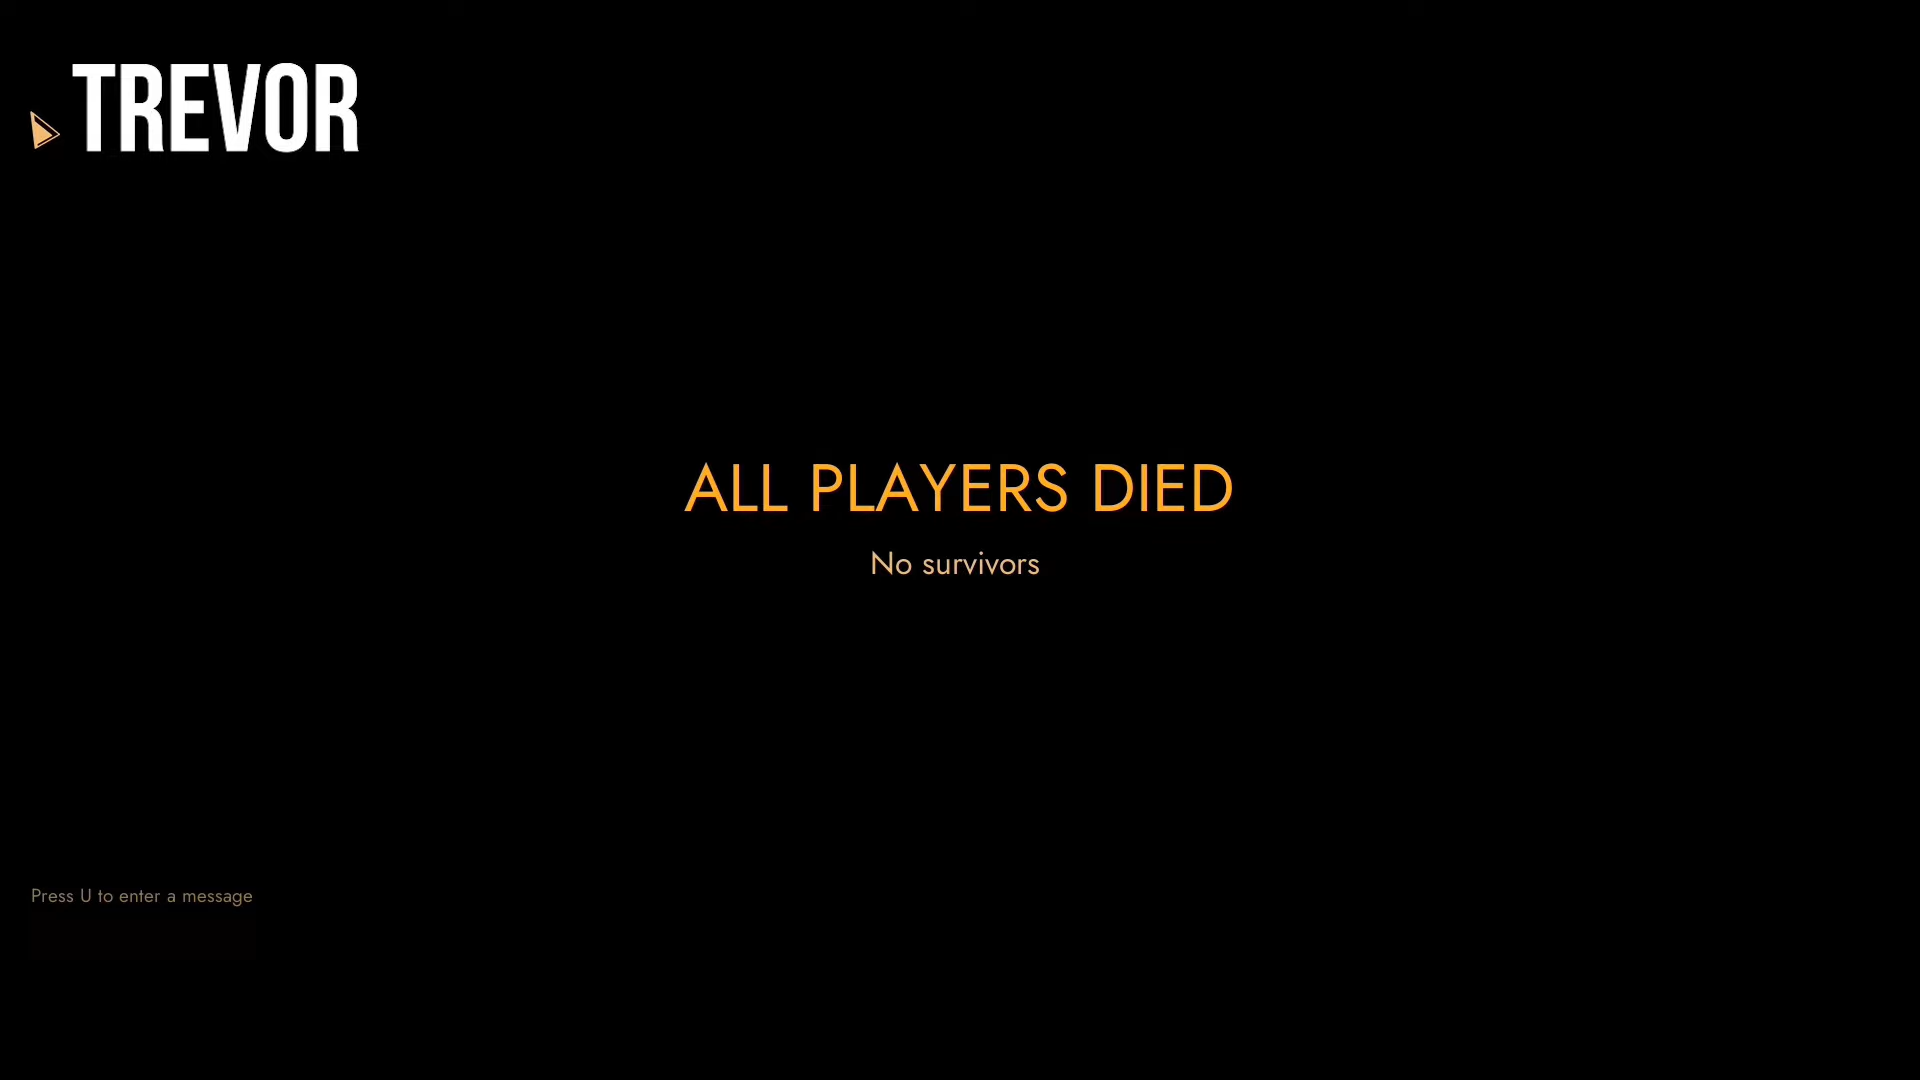 TREVOR
ALL PLAYERS DIED
No survivors
Press U to enter a message